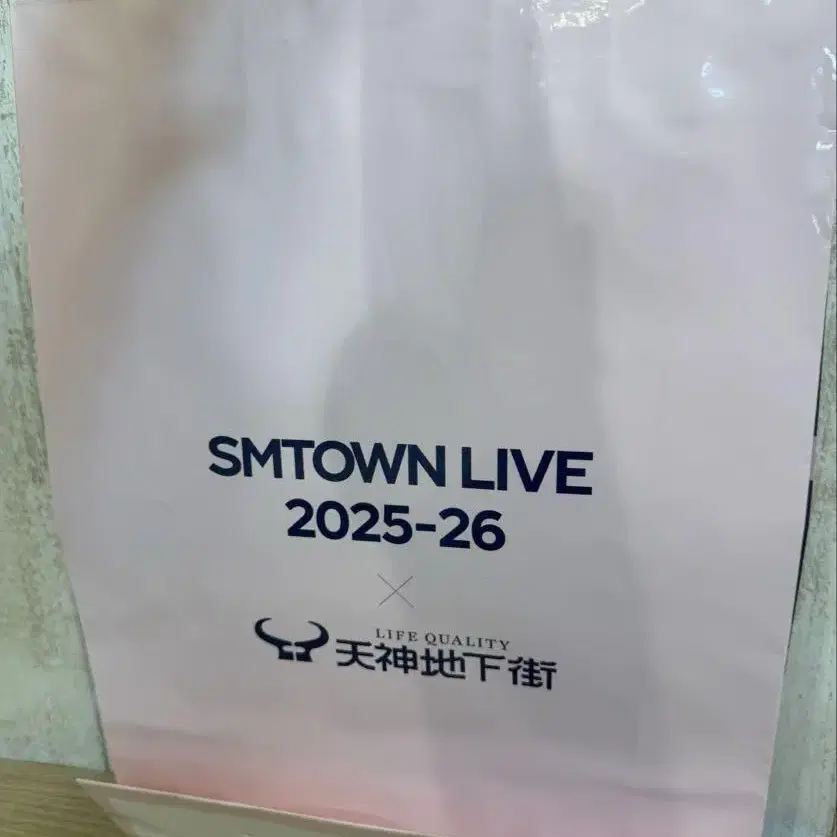 SMTOWN LIVE
2025-26
×
LIFE QUALITY
天神地下街